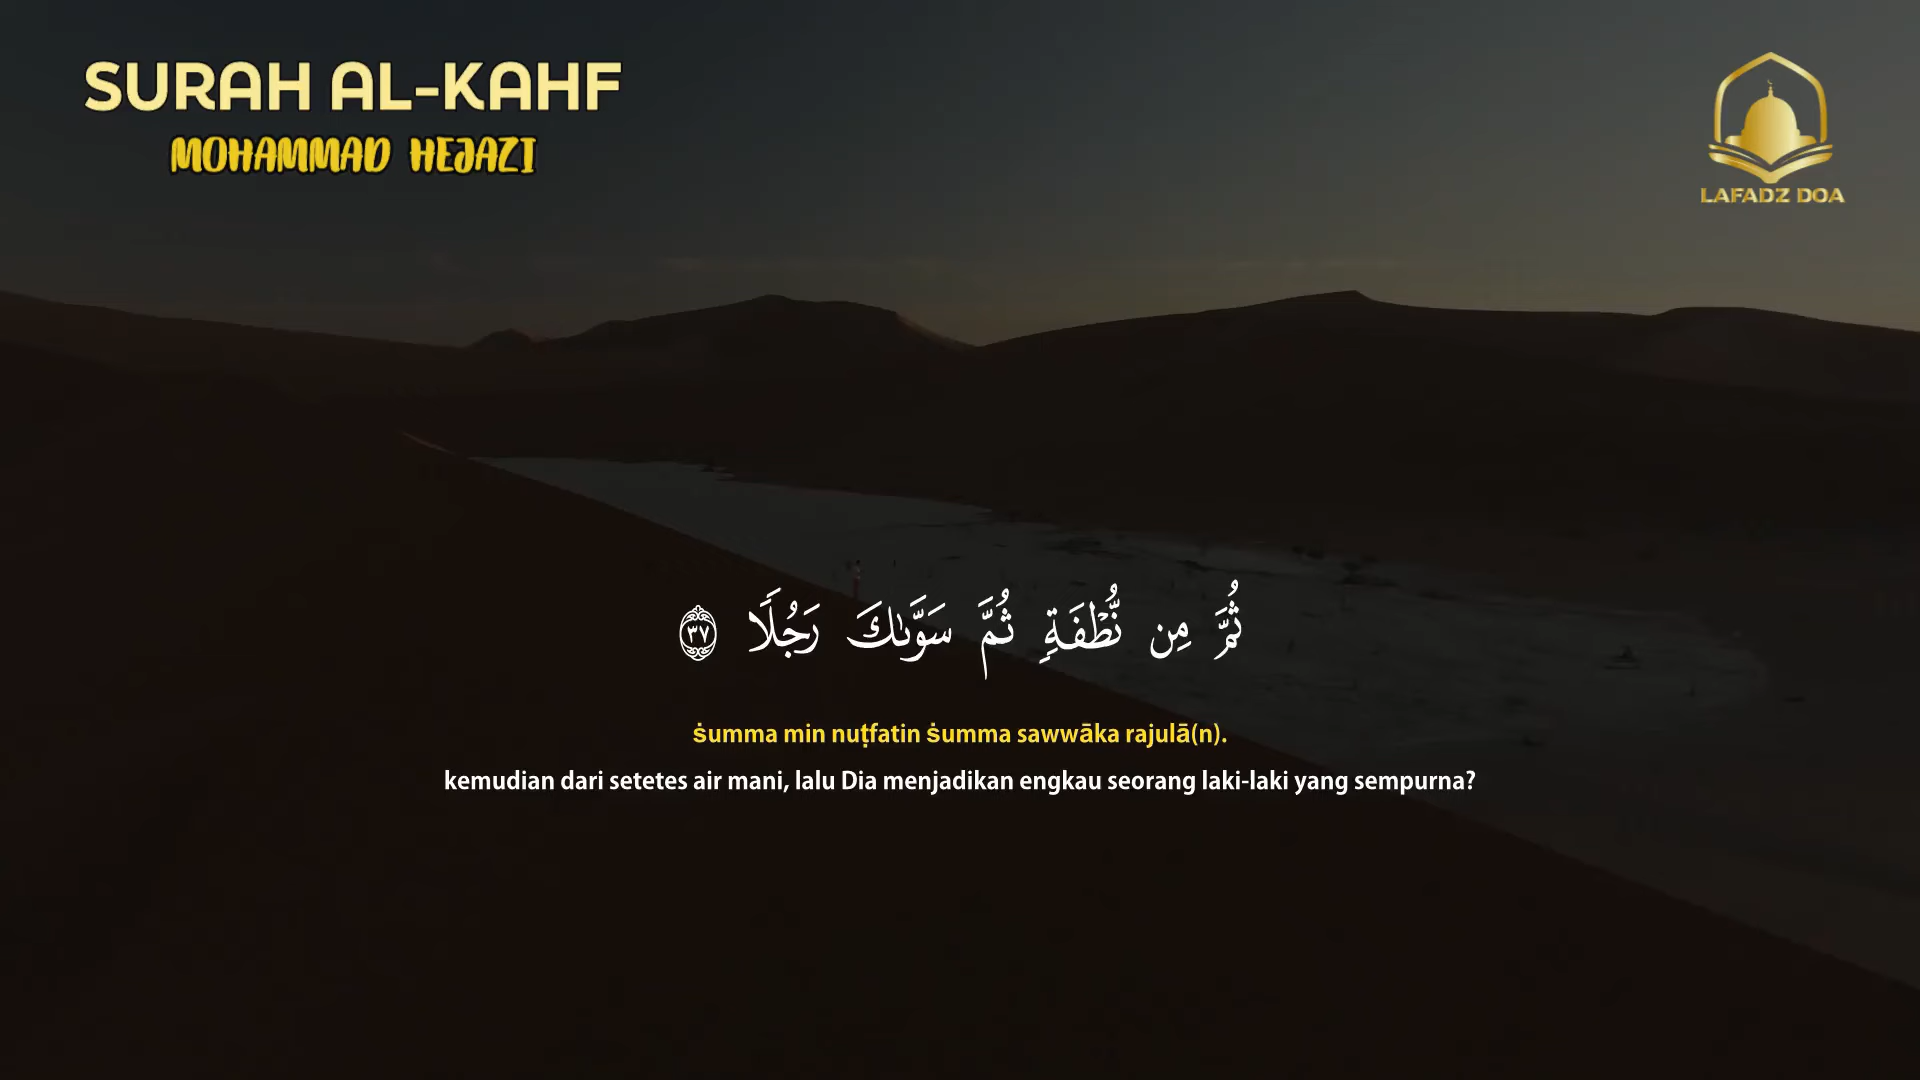 SURAH AL-KAHF
MOHAMMAD HEJAZI
LAFADZ DOA
ثُمَّ مِن نُّطْفَةٍ ثُمَّ سَوَّىٰكَ رَجُلًا ٣٧
ṡumma min nuṭfatin ṡumma sawwāka rajulā(n).
kemudian dari setetes air mani, lalu Dia menjadikan engkau seorang laki-laki yang sempurna?